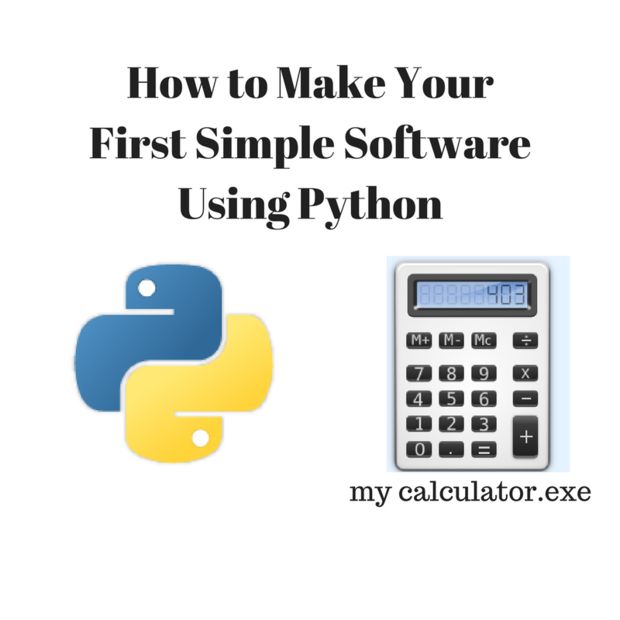 How to Make Your
First Simple Software
Using Python
403
M+ M- Mc ÷
7 8 9 x
4 5 6 −
1 2 3 +
0 . =
my calculator.exe